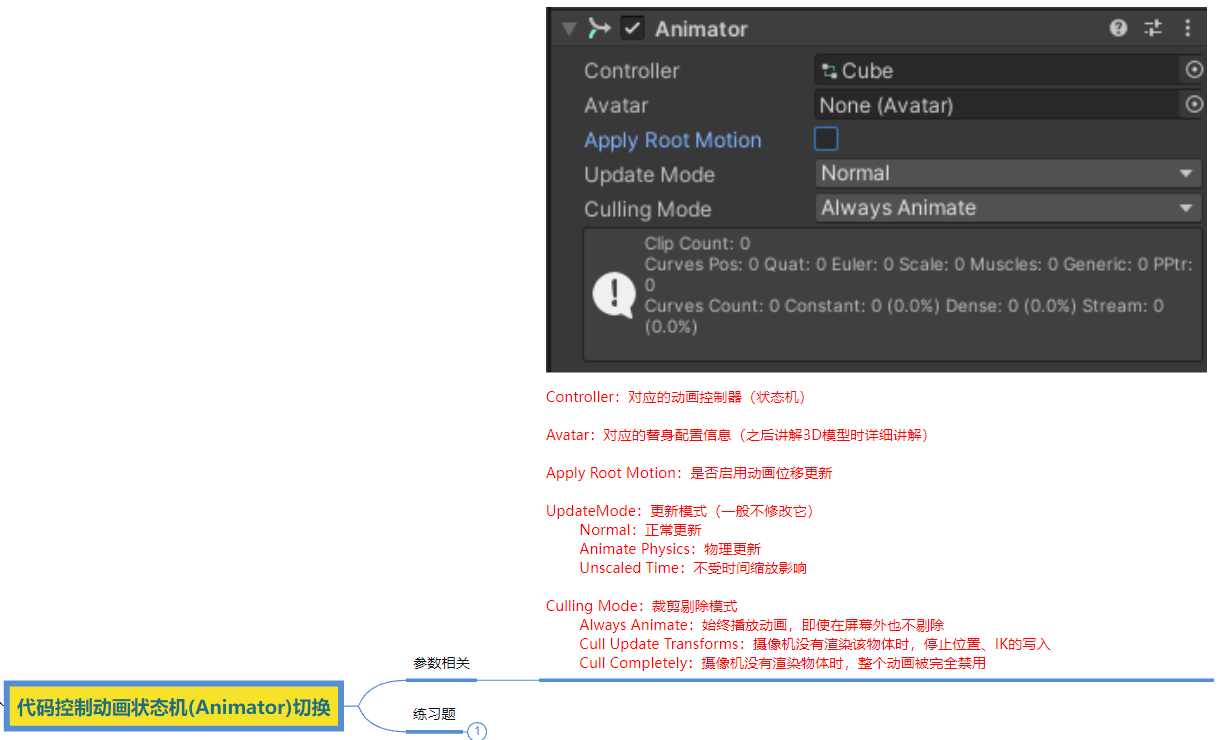 Animator
Controller Cube
Avatar None (Avatar)
Apply Root Motion
Update Mode Normal
Culling Mode Always Animate
Clip Count: 0
Curves Pos: 0 Quat: 0 Euler: 0 Scale: 0 Muscles: 0 Generic: 0 PPtr:
0
Curves Count: 0 Constant: 0 (0.0%) Dense: 0 (0.0%) Stream: 0
(0.0%)
Controller：对应的动画控制器（状态机）
Avatar：对应的替身配置信息（之后讲解3D模型时详细讲解）
Apply Root Motion：是否启用动画位移更新
UpdateMode：更新模式（一般不修改它）
Normal：正常更新
Animate Physics：物理更新
Unscaled Time：不受时间缩放影响
Culling Mode：裁剪剔除模式
Always Animate：始终播放动画，即使在屏幕外也不剔除
Cull Update Transforms：摄像机没有渲染该物体时，停止位置、IK的写入
Cull Completely：摄像机没有渲染物体时，整个动画被完全禁用
参数相关
代码控制动画状态机(Animator)切换
练习题
1